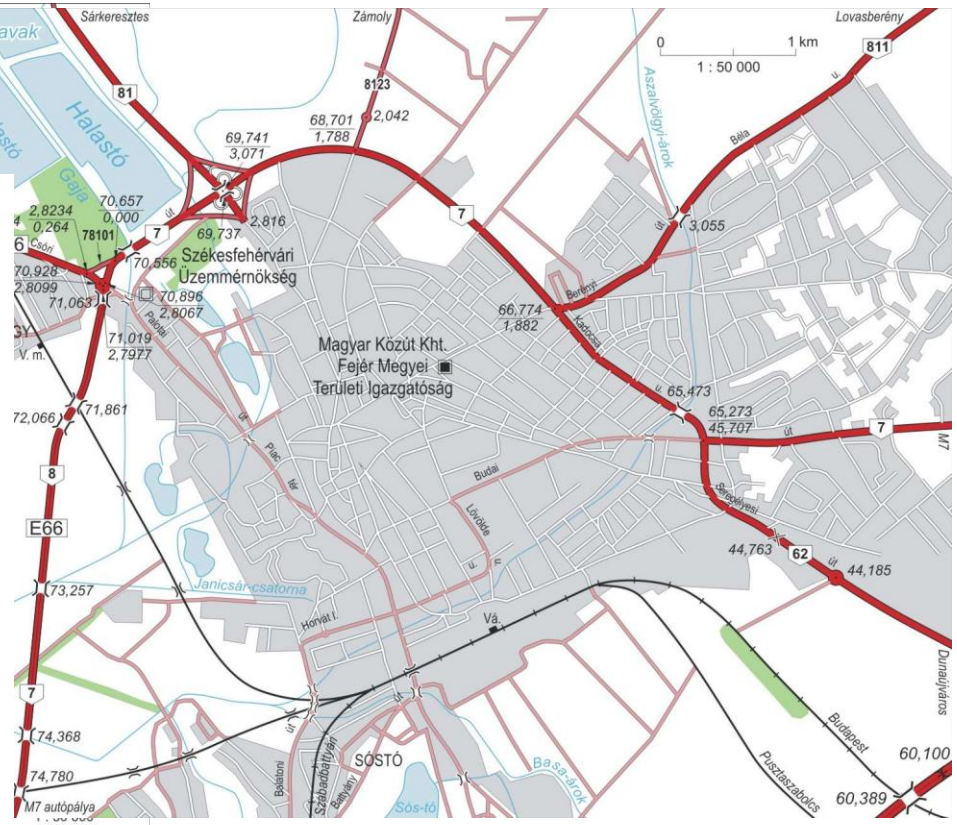 Sárkeresztes
Zámoly
Lovasberény
avak
0 1 km
1 : 50 000
811
81
8123
2,042
Halastó
Gaja
Aszalvölgyi-árok
u.
Béla
út
68,701
1,788
69,741
3,071
70,657
0,000
2,8234
0,264
78101
út
7
2,816
69,737
7
3,055
Csóri
70,556
Székesfehérvári
Üzemmérnökség
70,928
2,8099
71,063
70,896
2,8067
Palotai
Berényi
66,774
1,882
Kadocsa
u.
V. m.
71,019
2,7977
Magyar Közút Kht.
Fejér Megyei
Területi Igazgatóság
65,473
65,273
45,707
út
7
M7
72,066
71,861
út
Piac
tér
Budai
8
Lövölde
u.
Seregélyesi
E66
44,763
62
út
44,185
73,257
Janicsár-csatorna
Horvát I.
Vá.
Dunaújváros
7
74,368
út
út
Budapest
SÓSTÓ
Balatoni
Szabadbattyán
Battyány
Basa-árok
Pusztaszabolcs
60,100
74,780
M7 autópálya
Sós-tó
60,389